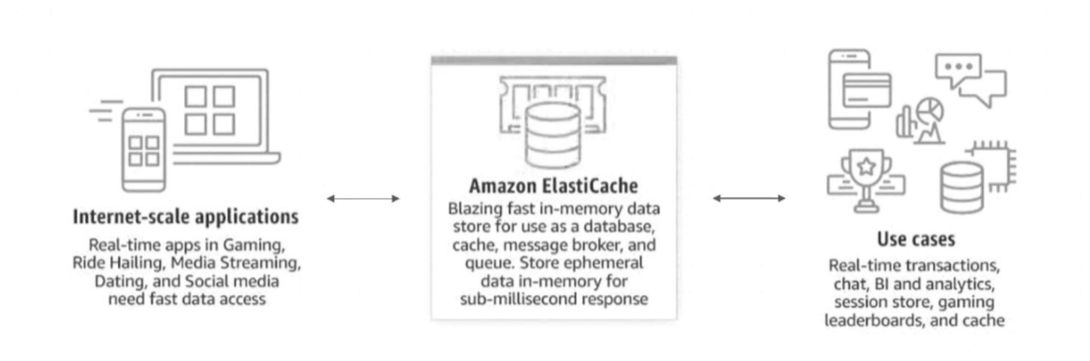 Internet-scale applications
Real-time apps in Gaming,
Ride Hailing, Media Streaming,
Dating, and Social media
need fast data access
Amazon ElastiCache
Blazing fast in-memory data
store for use as a database,
cache, message broker, and
queue. Store ephemeral
data in-memory for
sub-millisecond response
Use cases
Real-time transactions,
chat, BI and analytics,
session store, gaming
leaderboards, and cache